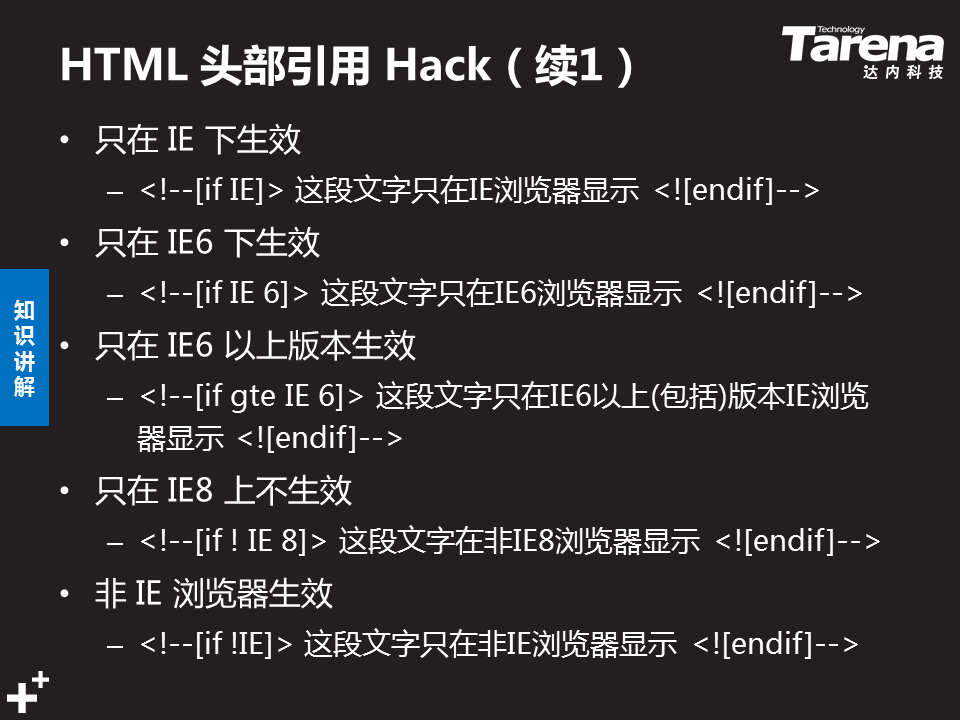 HTML 头部引用 Hack（续1）
Technology
Tarena
达内科技
• 只在 IE 下生效
– <!--[if IE]> 这段文字只在IE浏览器显示 <![endif]-->
• 只在 IE6 下生效
– <!--[if IE 6]> 这段文字只在IE6浏览器显示 <![endif]-->
• 只在 IE6 以上版本生效
– <!--[if gte IE 6]> 这段文字只在IE6以上(包括)版本IE浏览
器显示 <![endif]-->
• 只在 IE8 上不生效
– <!--[if ! IE 8]> 这段文字在非IE8浏览器显示 <![endif]-->
• 非 IE 浏览器生效
– <!--[if !IE]> 这段文字只在非IE浏览器显示 <![endif]-->
知识讲解